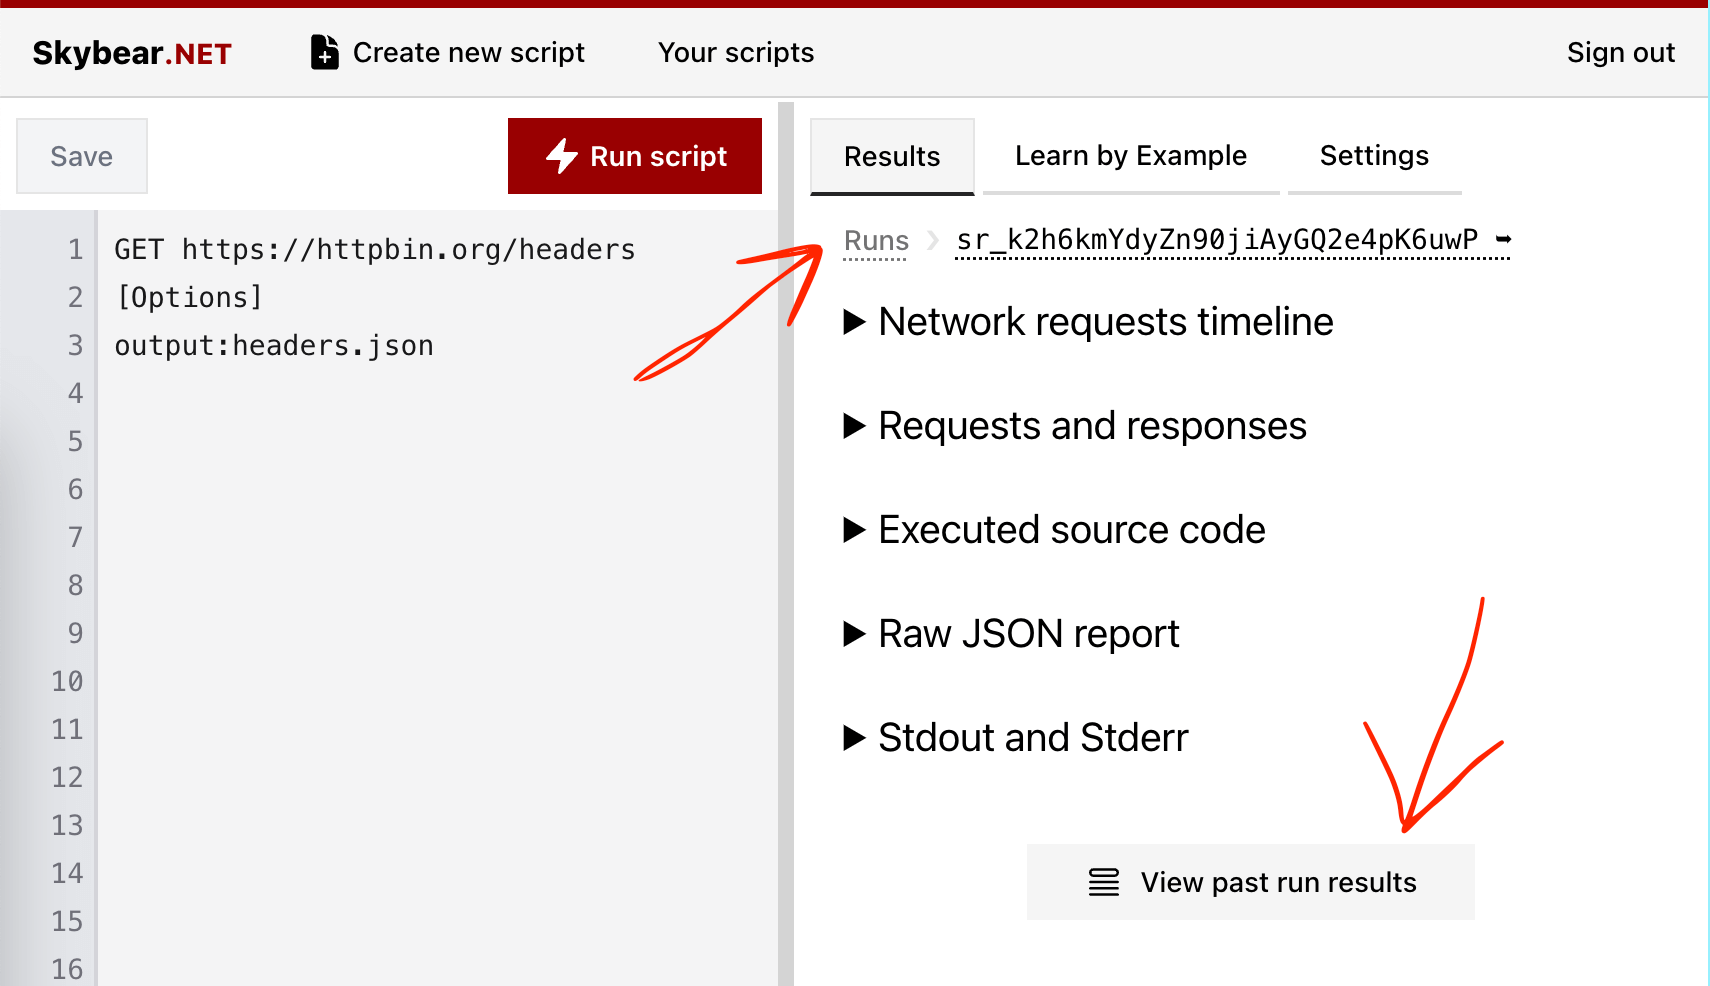 Skybear.NET Create new script Your scripts Sign out
Save Run script
Results Learn by Example Settings
Runs sr_k2h6kmYdyZn90jiAyGQ2e4pK6uwP ➥
1 GET https://httpbin.org/headers
2 [Options]
3 output:headers.json
4
5
6
7
8
9
10
11
12
13
14
15
16
▶ Network requests timeline
▶ Requests and responses
▶ Executed source code
▶ Raw JSON report
▶ Stdout and Stderr
View past run results